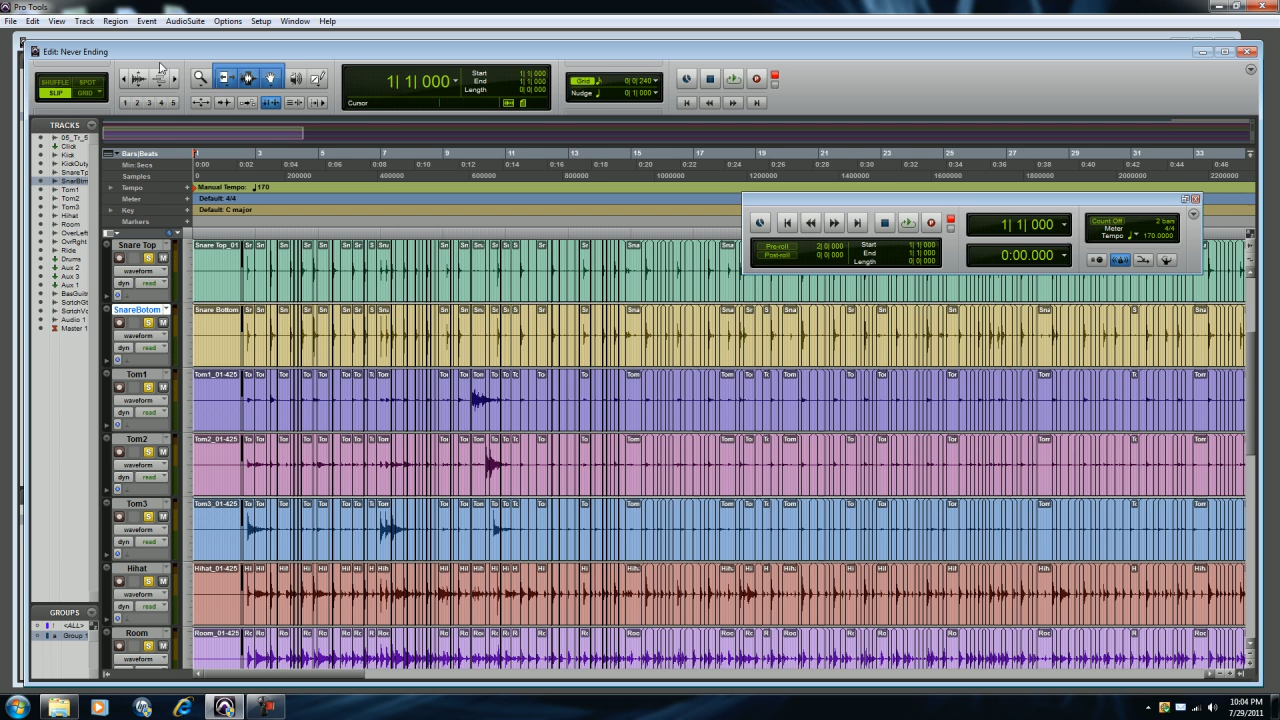 Pro Tools
File Edit View Track Region Event AudioSuite Options Setup Window Help
Edit: Never Ending
SHUFFLE SPOT
SLIP GRID
1 2 3 4 5
1| 1| 000
Start 1| 1| 000
End 1| 1| 000
Length 0| 0| 000
Cursor
Grid 0| 0| 240
Nudge 0| 1| 000
TRACKS
05_Tr_5
Click
Kick
KickOuty
SnareTp
SnarBtm
Tom1
Tom2
Tom3
Hihat
Room
OverLeft
OvrRight
Ride
Drums
Aux 2
Aux 3
Aux 1
BasGuitr
SctchGt
SctchVc
Audio 1
Master 1
GROUPS
! <ALL>
a Group 1
Bars|Beats 1 3 5 7 9 11 13 15 17 19 21 23 25 27 29 31 33
Min:Secs 0:00 0:02 0:04 0:06 0:08 0:10 0:12 0:14 0:16 0:18 0:20 0:22 0:24 0:26 0:28 0:30 0:32 0:34 0:36 0:38 0:40 0:42 0:44 0:46
Samples 0 200000 400000 600000 800000 1000000 1200000 1400000 1600000 1800000 2000000 2200000
Tempo Manual Tempo: 170
Meter Default: 4/4
Key Default: C major
Markers
Pre-roll 2| 0| 000
Post-roll 0| 0| 000
Start 1| 1| 000
End 1| 1| 000
Length 0| 0| 000
1| 1| 000
0:00.000
Count Off 2 bars
Meter 4/4
Tempo 170.0000
Snare Top
S M
waveform
dyn read
Snare Top_01
SnareBotom
S M
waveform
dyn read
Snare Bottom
Tom1
S M
waveform
dyn read
Tom1_01-425
Tom2
S M
waveform
dyn read
Tom2_01-425
Tom3
S M
waveform
dyn read
Tom3_01-425
Hihat
S M
waveform
dyn read
Hihat_01-425
Room
S M
waveform
Room_01-425
10:04 PM
7/29/2011